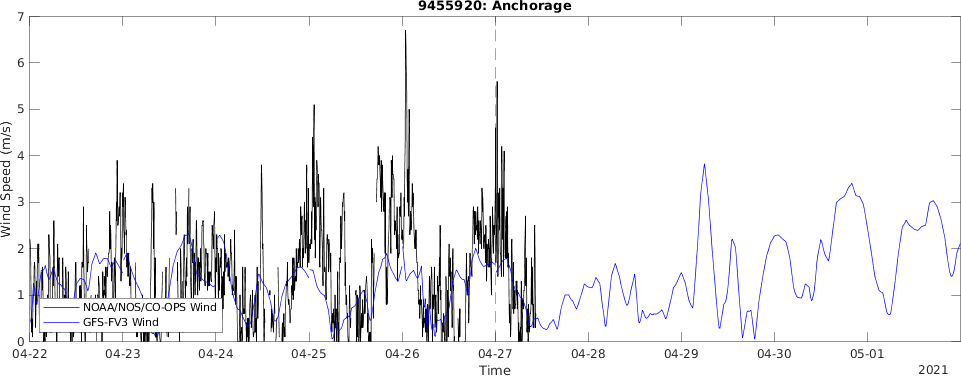 9455920: Anchorage
7
6
5
4
3
2
1
0
Wind Speed (m/s)
NOAA/NOS/CO-OPS Wind
GFS-FV3 Wind
04-22 04-23 04-24 04-25 04-26 04-27 04-28 04-29 04-30 05-01
Time
2021